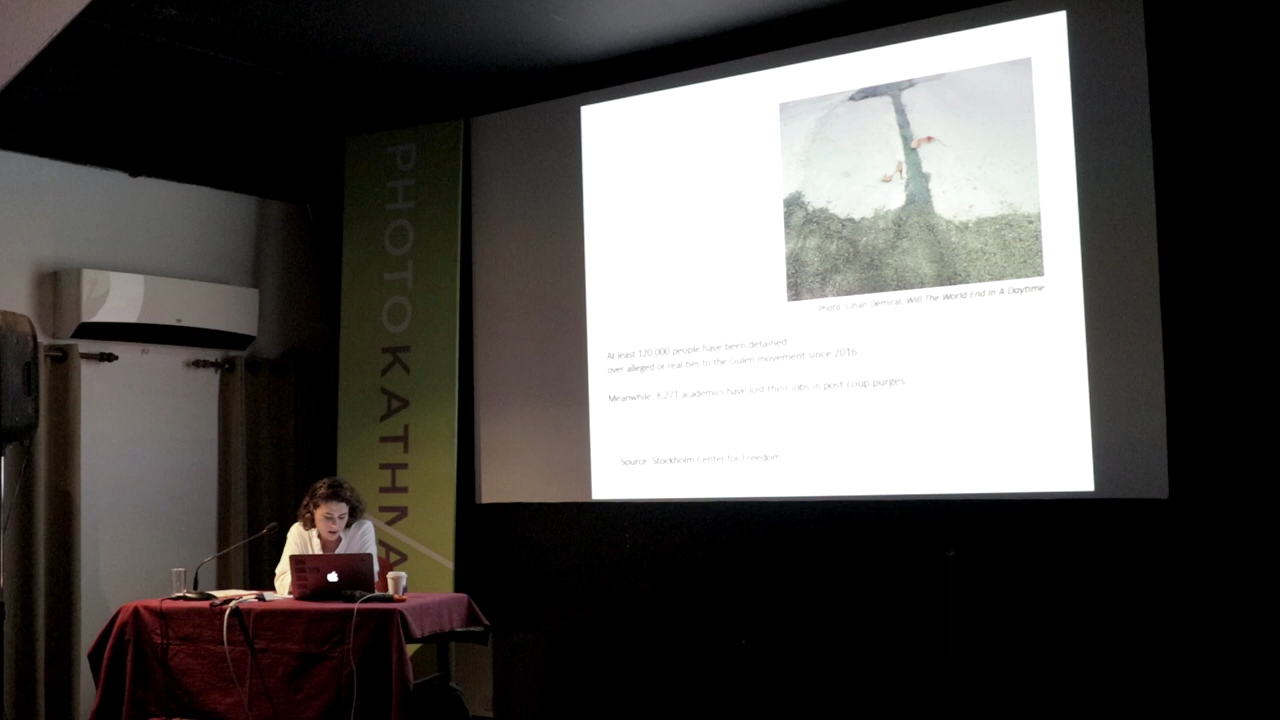 PHOTOKATHMA
Photo: Cihan Demiral, Will The World End In A Daytime
At least 120.000 people have been detained
over alleged or real ties to the Gulen movement since 2016
Meanwhile, 8,271 academics have lost their jobs in post coup purges.
Source: Stockholm Center for Freedom